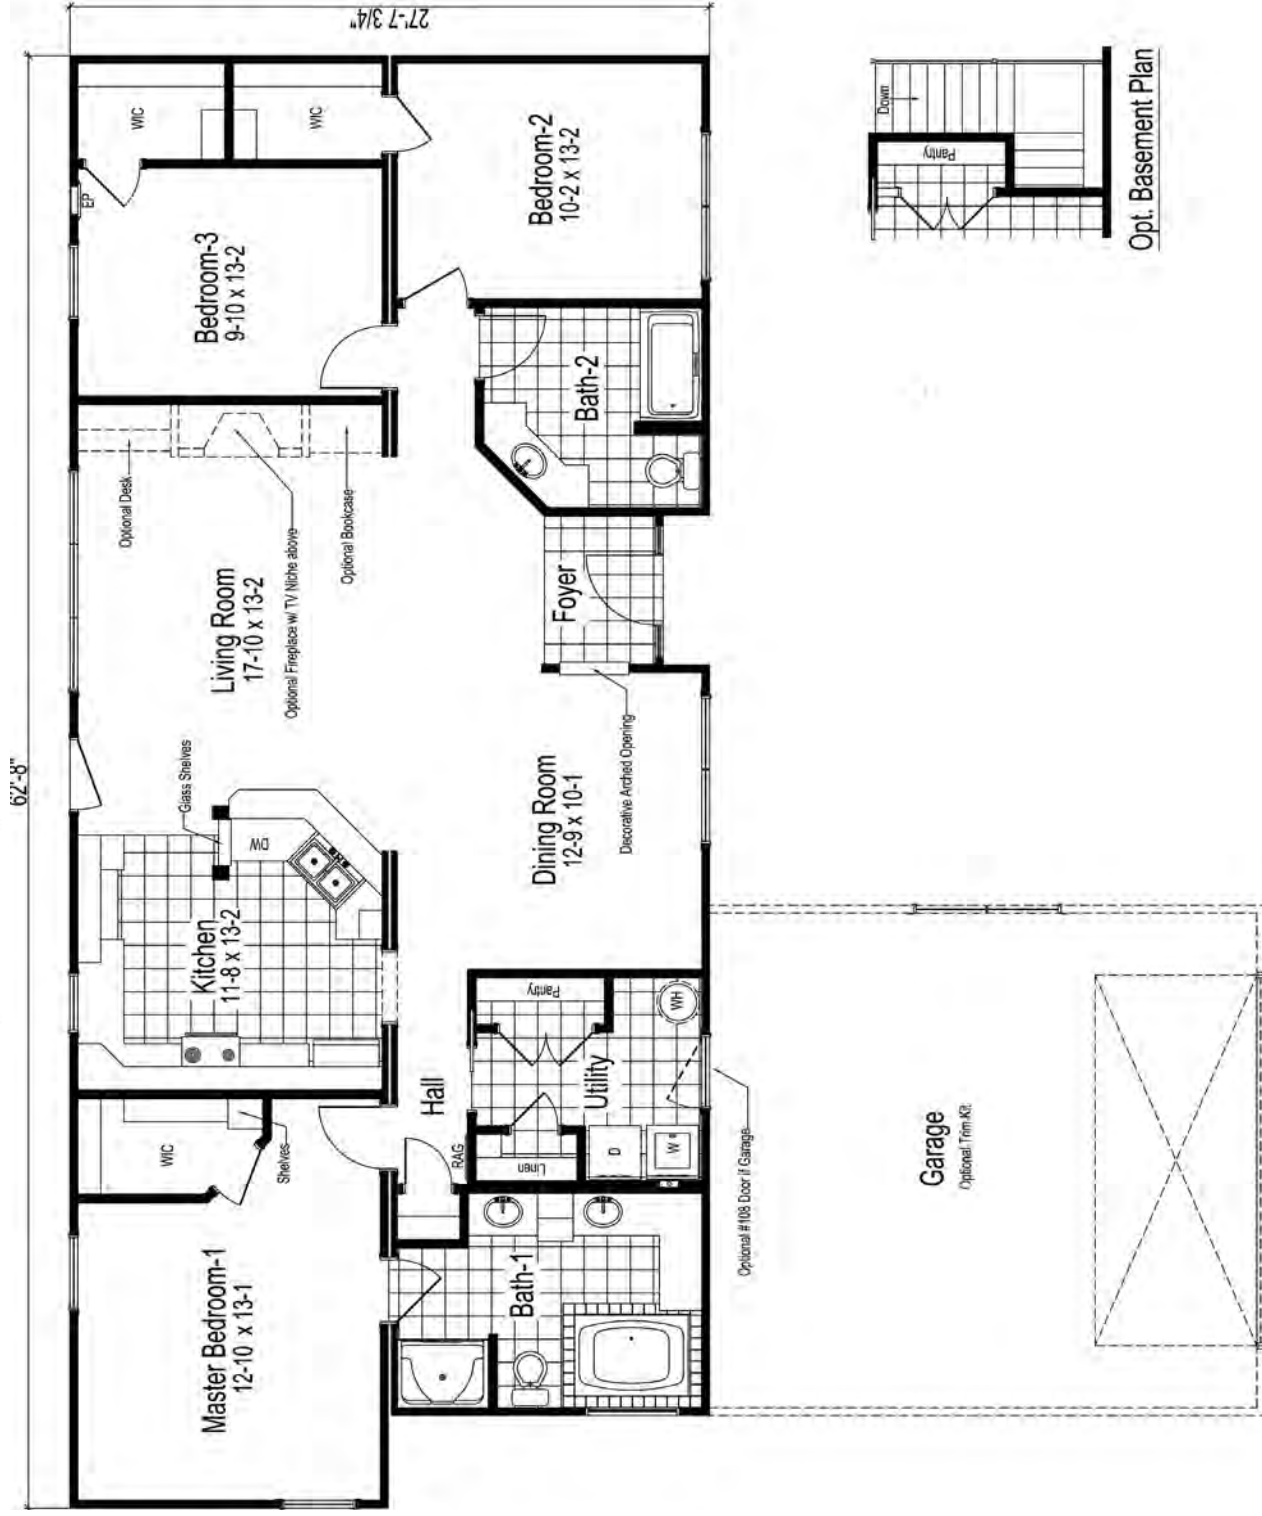 62'-8"
27'-7 3/4"
Master Bedroom-1
12-10 x 13-1
WIC
Shelves
Kitchen
11-8 x 13-2
DW
Glass Shelves
Living Room
17-10 x 13-2
Optional Desk
Optional Fireplace w/ TV Niche above
Optional Bookcase
Bedroom-3
9-10 x 13-2
EP
WIC
WIC
Bedroom-2
10-2 x 13-2
Bath-2
Foyer
Decorative Arched Opening
Dining Room
12-9 x 10-1
Hall
RAG
Pantry
WH
Utility
Linen
D
W
Bath-1
Optional #108 Door if Garage
Garage
Optional Trim Kit
Down
Pantry
Opt. Basement Plan